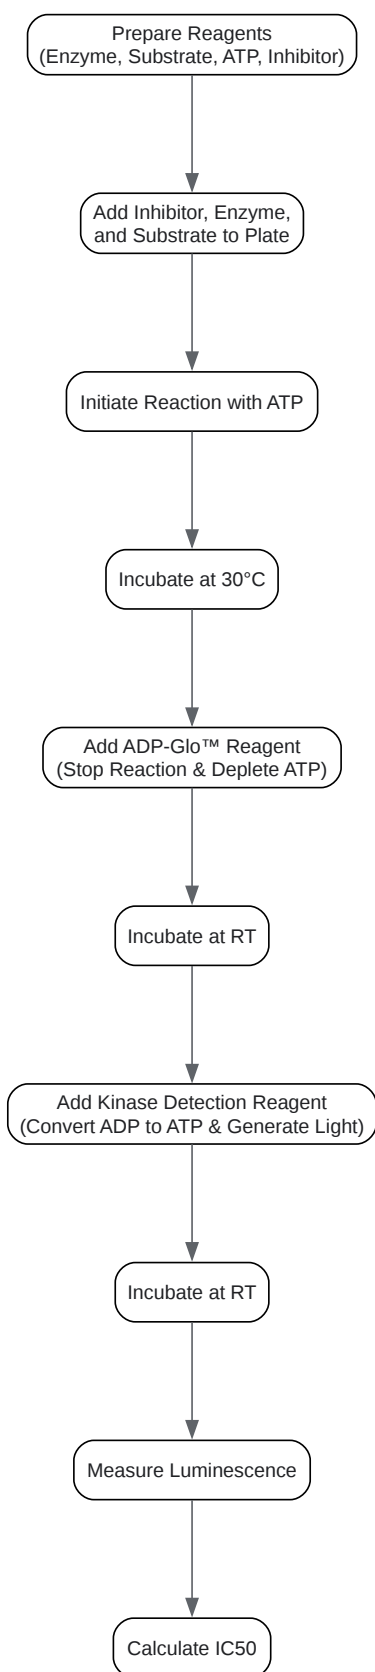 Prepare Reagents
(Enzyme, Substrate, ATP, Inhibitor)
Add Inhibitor, Enzyme,
and Substrate to Plate
Initiate Reaction with ATP
Incubate at 30°C
Add ADP-Glo™ Reagent
(Stop Reaction & Deplete ATP)
Incubate at RT
Add Kinase Detection Reagent
(Convert ADP to ATP & Generate Light)
Incubate at RT
Measure Luminescence
Calculate IC50